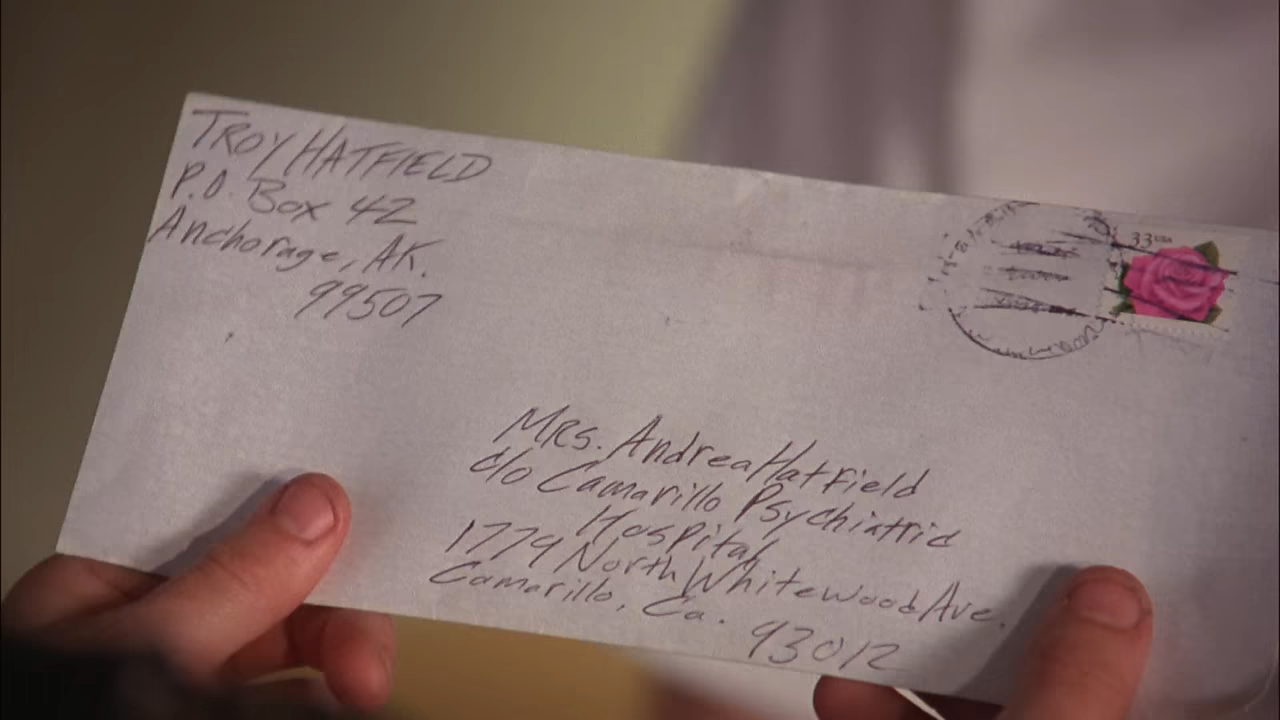 TROY HATFIELD
P.O. Box 42
Anchorage, AK.
99507
33 USA
MRS. Andrea Hatfield
c/o Camarillo Psychiatric
Hospital
1779 North Whitewood Ave.
Camarillo, Ca.
93012